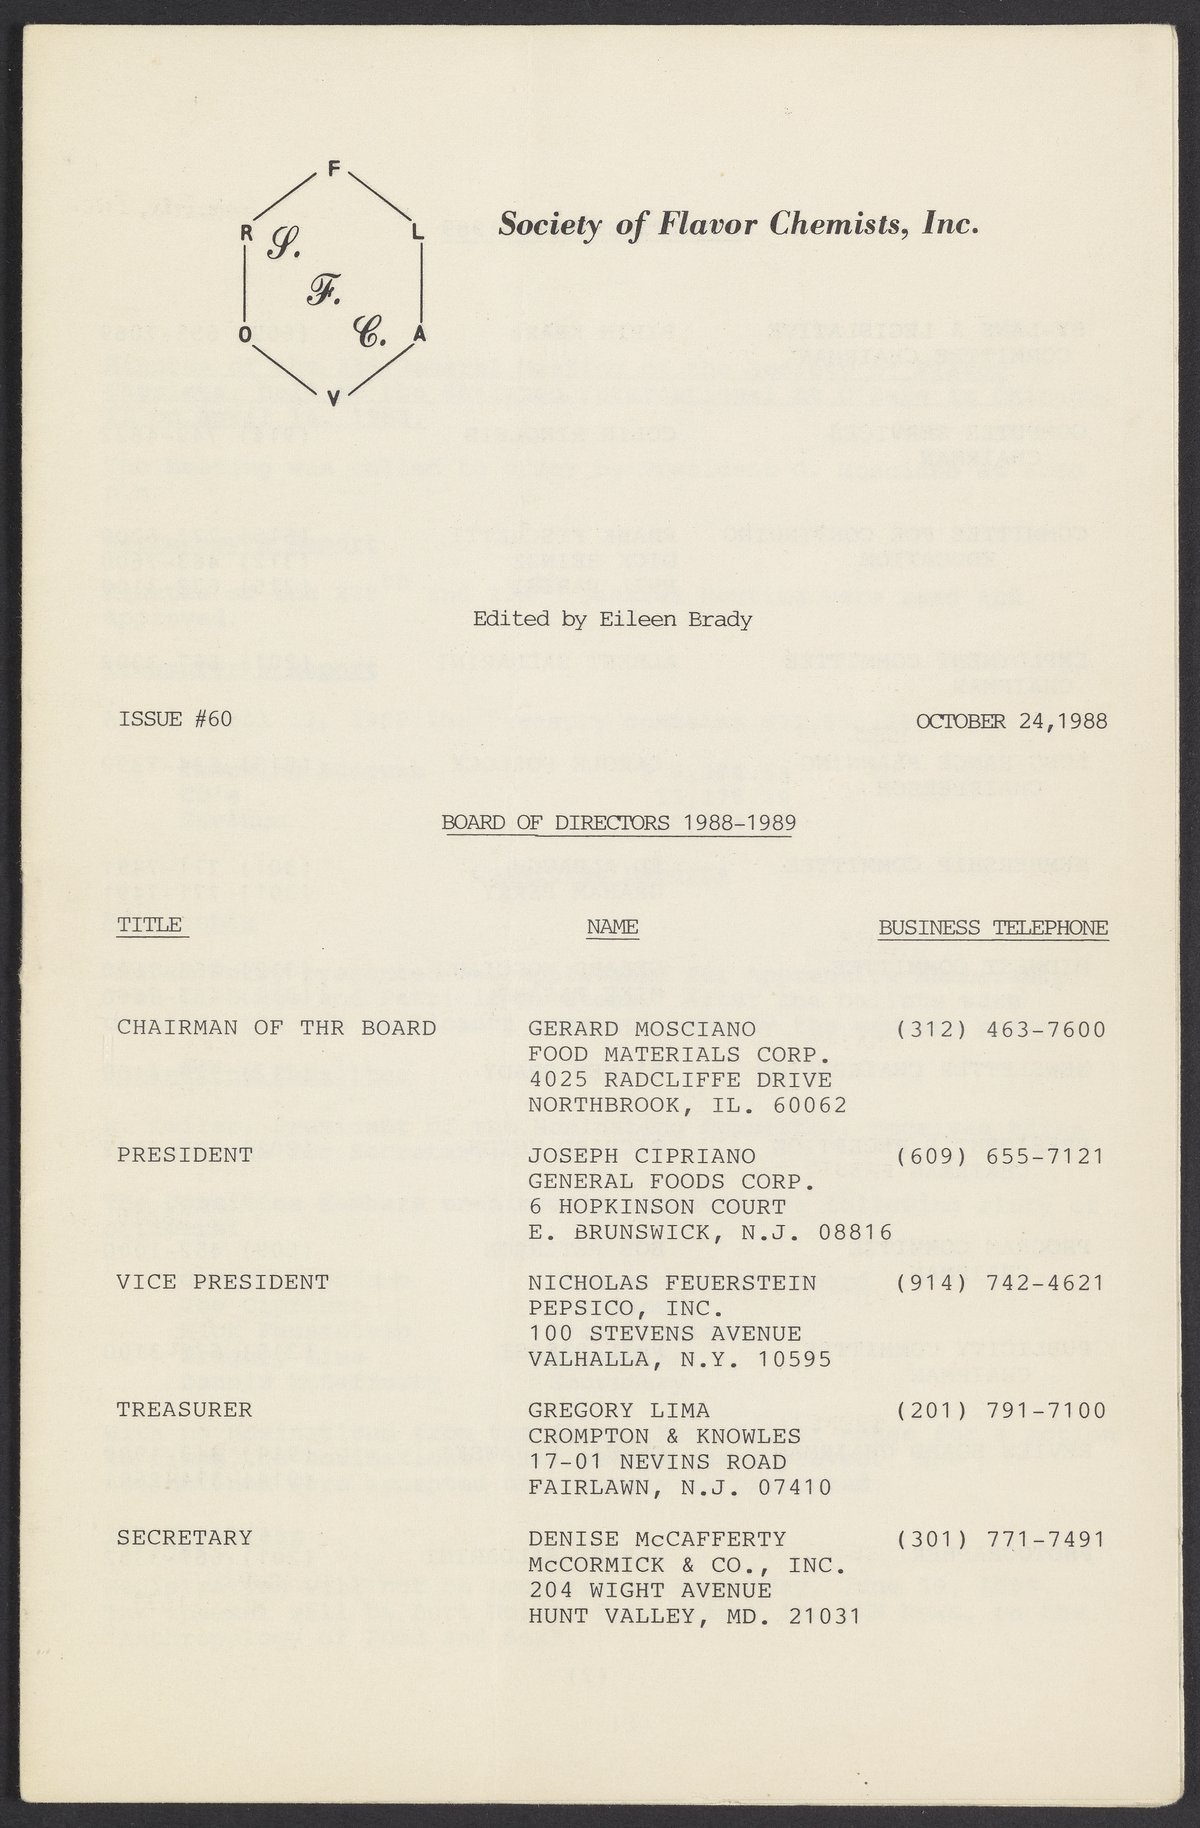 F
R L
S.
F.
C.
O A
V
Society of Flavor Chemists, Inc.
Edited by Eileen Brady
ISSUE #60 OCTOBER 24,1988
BOARD OF DIRECTORS 1988-1989
TITLE NAME BUSINESS TELEPHONE
CHAIRMAN OF THR BOARD GERARD MOSCIANO (312) 463-7600
FOOD MATERIALS CORP.
4025 RADCLIFFE DRIVE
NORTHBROOK, IL. 60062
PRESIDENT JOSEPH CIPRIANO (609) 655-7121
GENERAL FOODS CORP.
6 HOPKINSON COURT
E. BRUNSWICK, N.J. 08816
VICE PRESIDENT NICHOLAS FEUERSTEIN (914) 742-4621
PEPSICO, INC.
100 STEVENS AVENUE
VALHALLA, N.Y. 10595
TREASURER GREGORY LIMA (201) 791-7100
CROMPTON & KNOWLES
17-01 NEVINS ROAD
FAIRLAWN, N.J. 07410
SECRETARY DENISE McCAFFERTY (301) 771-7491
McCORMICK & CO., INC.
204 WIGHT AVENUE
HUNT VALLEY, MD. 21031